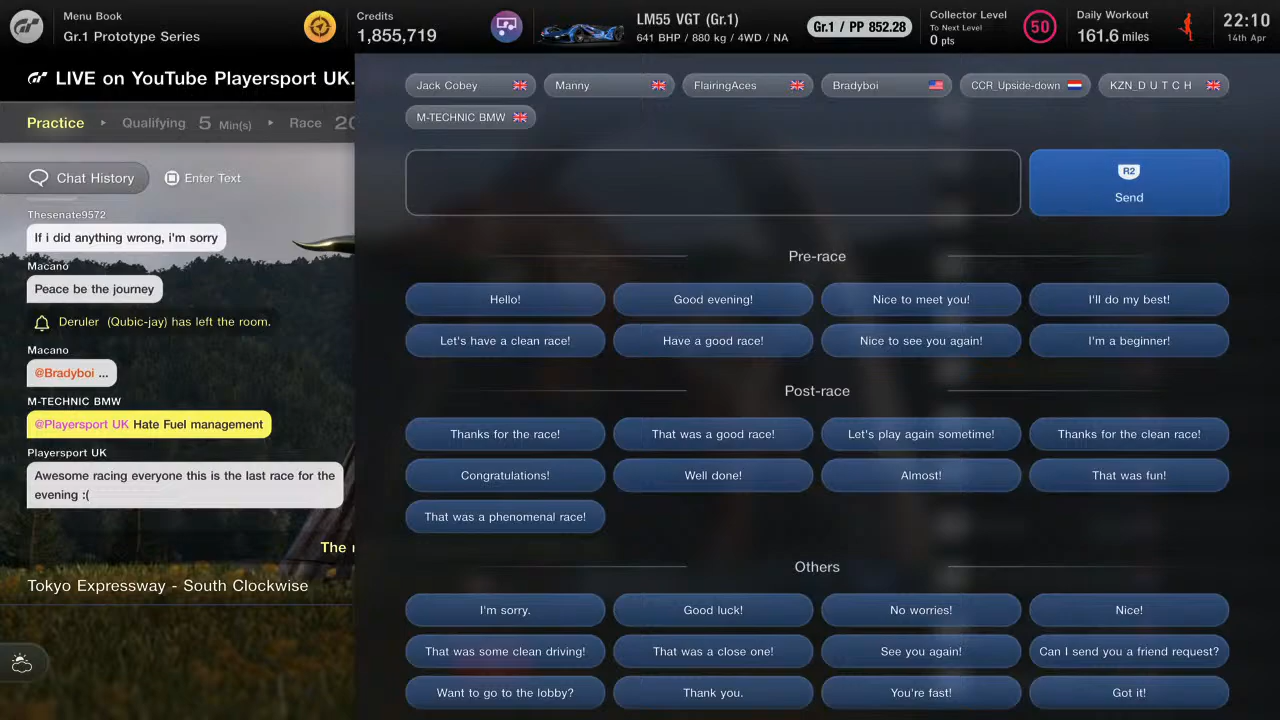 Menu Book
Gr.1 Prototype Series
Credits
1,855,719
LM55 VGT (Gr.1)
641 BHP / 880 kg / 4WD / NA
Gr.1 / PP 852.28
Collector Level
To Next Level
0 pts
50
Daily Workout
161.6 miles
22:10
14th Apr
LIVE on YouTube Playersport UK.
Practice
Qualifying 5 Min(s)
Race 20
Chat History
Enter Text
Thesenate9572
If i did anything wrong, i'm sorry
Macano
Peace be the journey
Deruler (Qubic-jay) has left the room.
Macano
@Bradyboi ...
M-TECHNIC BMW
@Playersport UK Hate Fuel management
Playersport UK
Awesome racing everyone this is the last race for the
evening :(
The
Tokyo Expressway - South Clockwise
Jack Cobey
Manny
FlairingAces
Bradyboi
CCR_Upside-down
KZN_D U T C H
M-TECHNIC BMW
R2
Send
Pre-race
Hello!
Good evening!
Nice to meet you!
I'll do my best!
Let's have a clean race!
Have a good race!
Nice to see you again!
I'm a beginner!
Post-race
Thanks for the race!
That was a good race!
Let's play again sometime!
Thanks for the clean race!
Congratulations!
Well done!
Almost!
That was fun!
That was a phenomenal race!
Others
I'm sorry.
Good luck!
No worries!
Nice!
That was some clean driving!
That was a close one!
See you again!
Can I send you a friend request?
Want to go to the lobby?
Thank you.
You're fast!
Got it!